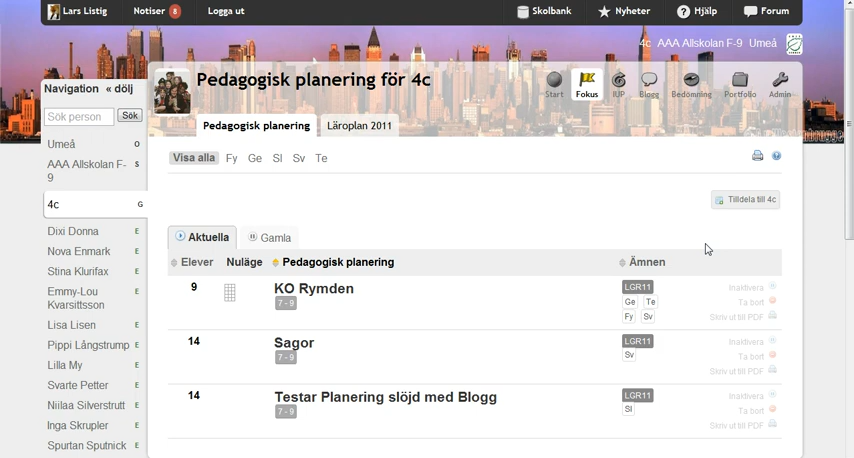 Lars Listig Notiser 8 Logga ut Skolbank Nyheter Hjälp Forum
4c AAA Allskolan F-9 Umeå
Navigation « dölj
Pedagogisk planering för 4c
Start Fokus IUP Blogg Bedömning Portfolio Admin
Sök person Sök
Pedagogisk planering Läroplan 2011
Umeå O
AAA Allskolan F-9 S
Visa alla Fy Ge Sl Sv Te
4c G
Tilldela till 4c
Dixi Donna E
Nova Enmark E
Stina Klurifax E
Emmy-Lou Kvarsittsson E
Lisa Lisen E
Pippi Långstrump E
Lilla My E
Svarte Petter E
Niilaa Silverstrutt E
Inga Skrupler E
Spurtan Sputnick E
Aktuella Gamla
Elever Nuläge Pedagogisk planering Ämnen
9 KO Rymden LGR11 Inaktivera
7 - 9 Ge Te Ta bort
Fy Sv Skriv ut till PDF
14 Sagor LGR11 Inaktivera
7 - 9 Sv Ta bort
Skriv ut till PDF
14 Testar Planering slöjd med Blogg LGR11 Inaktivera
7 - 9 Sl Ta bort
Skriv ut till PDF